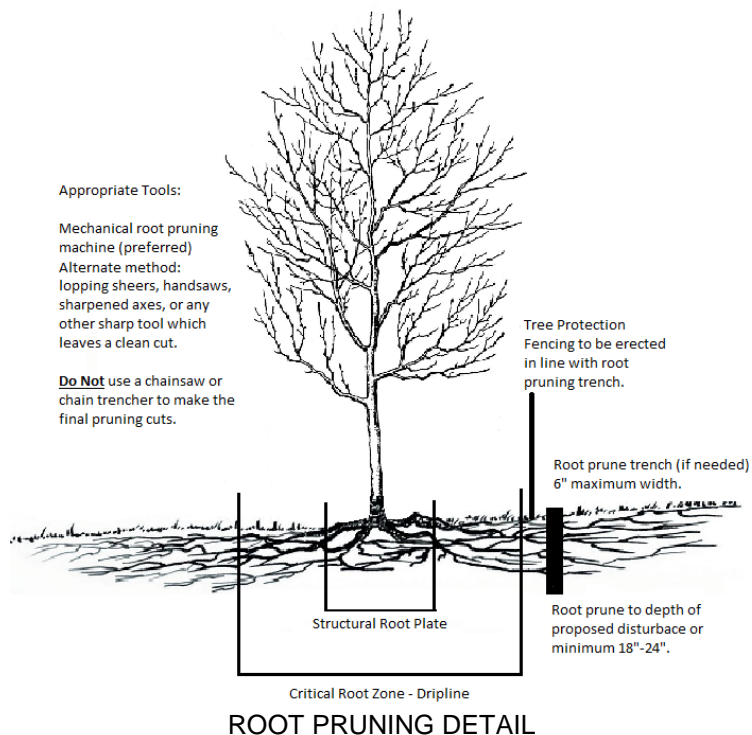 Appropriate Tools:
Mechanical root pruning
machine (preferred)
Alternate method:
lopping sheers, handsaws,
sharpened axes, or any
other sharp tool which
leaves a clean cut.
Do Not use a chainsaw or
chain trencher to make the
final pruning cuts.
Tree Protection
Fencing to be erected
in line with root
pruning trench.
Root prune trench (if needed)
6" maximum width.
Root prune to depth of
proposed disturbace or
minimum 18"-24".
Structural Root Plate
Critical Root Zone - Dripline
ROOT PRUNING DETAIL